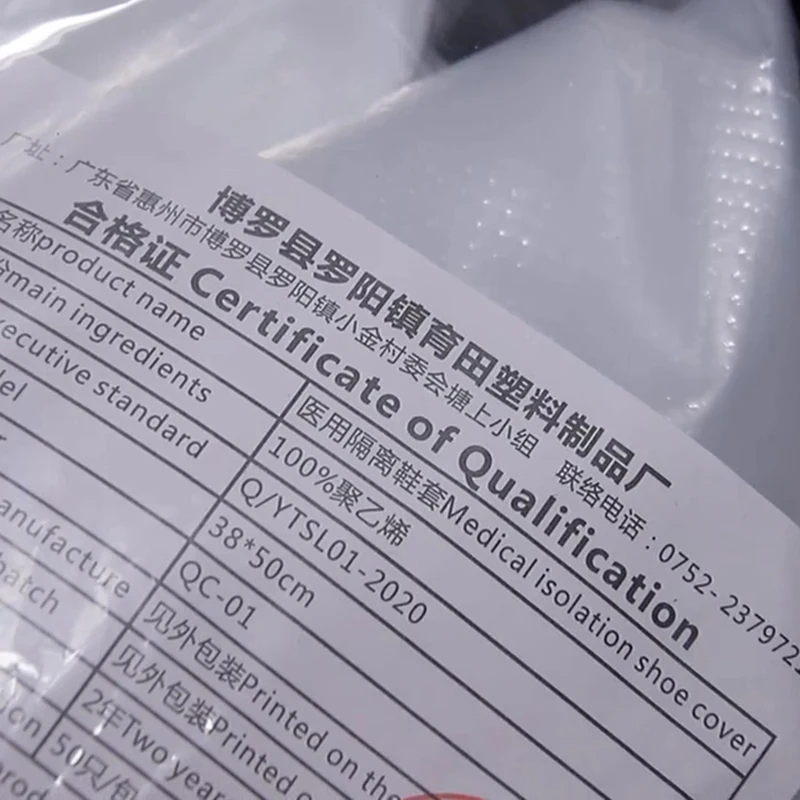 博罗县罗阳镇育田塑料制品厂
厂址：广东省惠州市博罗县罗阳镇小金村委会塘上小组 联络电话：0752-2379721
合格证 Certificate of Qualification
名称product name 医用隔离鞋套Medical isolation shoe cover
main ingredients 100%聚乙烯
executive standard Q/YTSL01-2020
38*50cm
QC-01
manufacture 见外包装Printed on the
batch 见外包装Printed on
2年Two year
50只/包